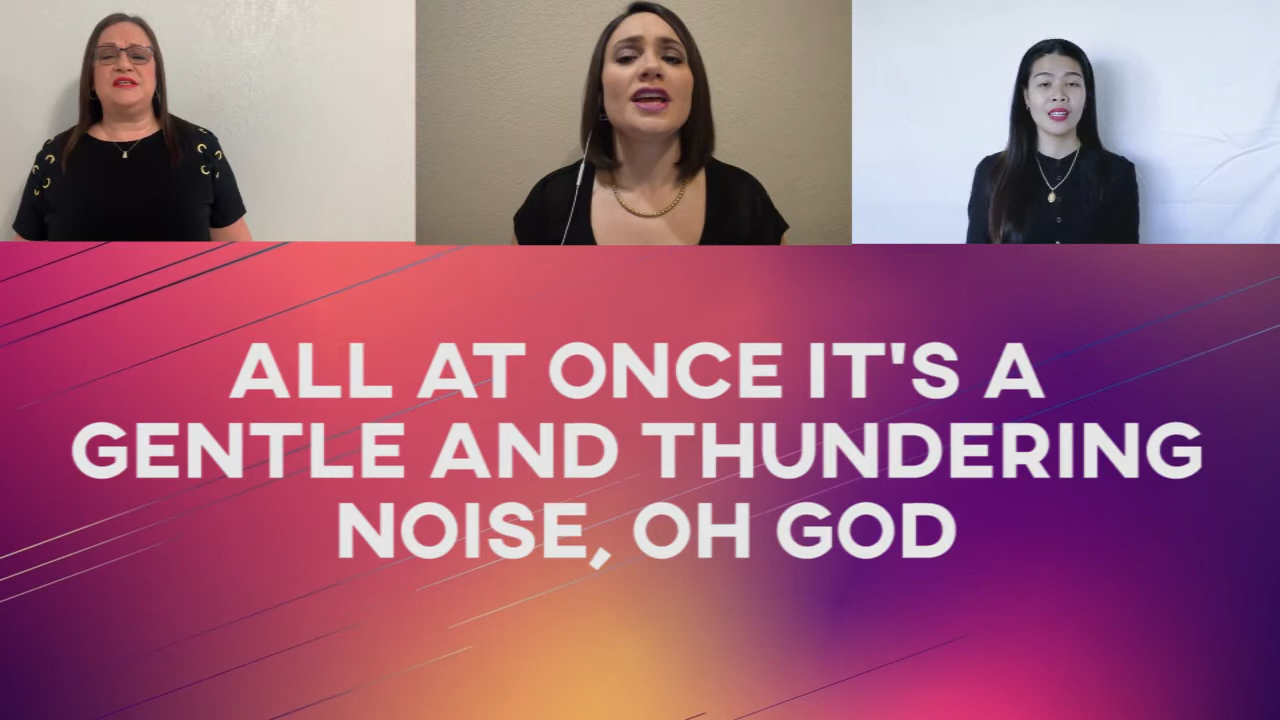 ALL AT ONCE IT'S A
GENTLE AND THUNDERING
NOISE, OH GOD